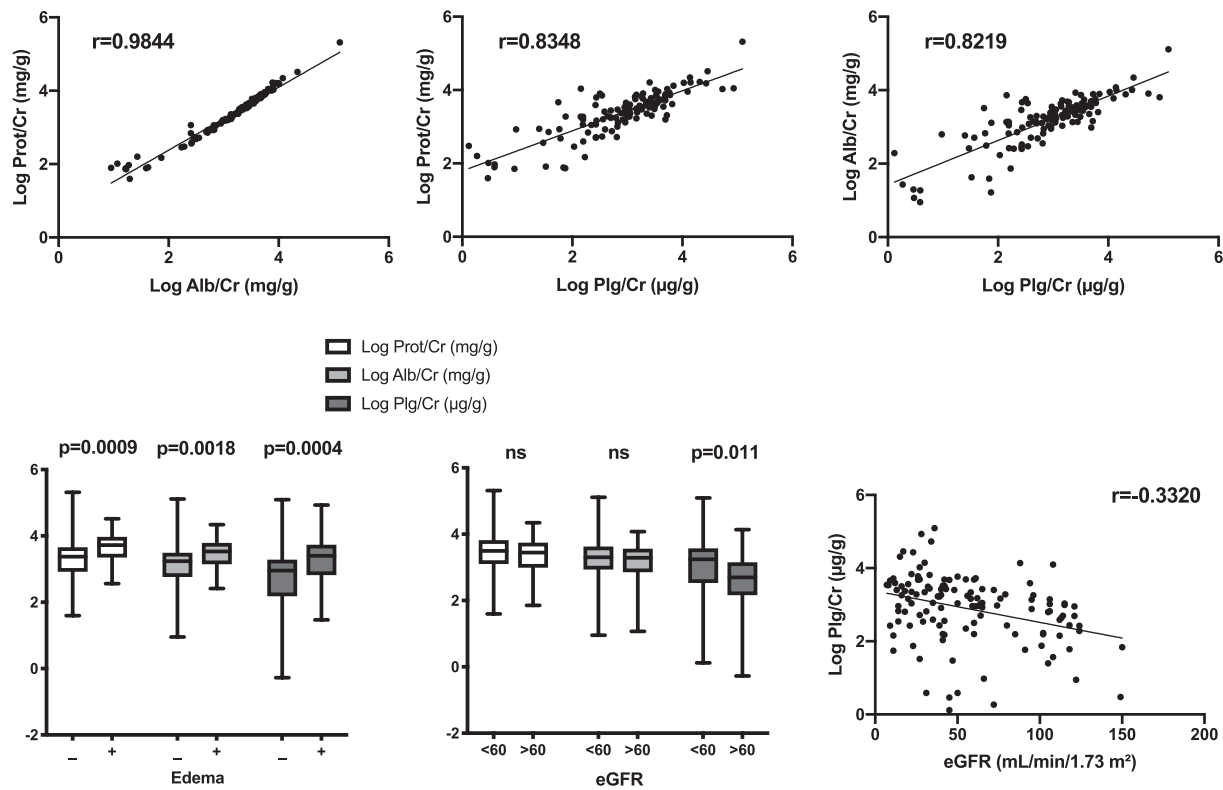 r=0.9844
Log Prot/Cr (mg/g)
6
4
2
0
0 2 4 6
Log Alb/Cr (mg/g)
r=0.8348
Log Prot/Cr (mg/g)
6
4
2
0
0 2 4 6
Log Plg/Cr (µg/g)
r=0.8219
Log Alb/Cr (mg/g)
6
4
2
0
0 2 4 6
Log Plg/Cr (µg/g)
Log Prot/Cr (mg/g)
Log Alb/Cr (mg/g)
Log Plg/Cr (µg/g)
p=0.0009 p=0.0018 p=0.0004
6
4
2
0
-2
– + – + – +
Edema
ns ns p=0.011
6
4
2
0
-2
<60 >60 <60 >60 <60 >60
eGFR
r=-0.3320
Log Plg/Cr (µg/g)
6
4
2
0
0 50 100 150 200
eGFR (mL/min/1.73 m²)